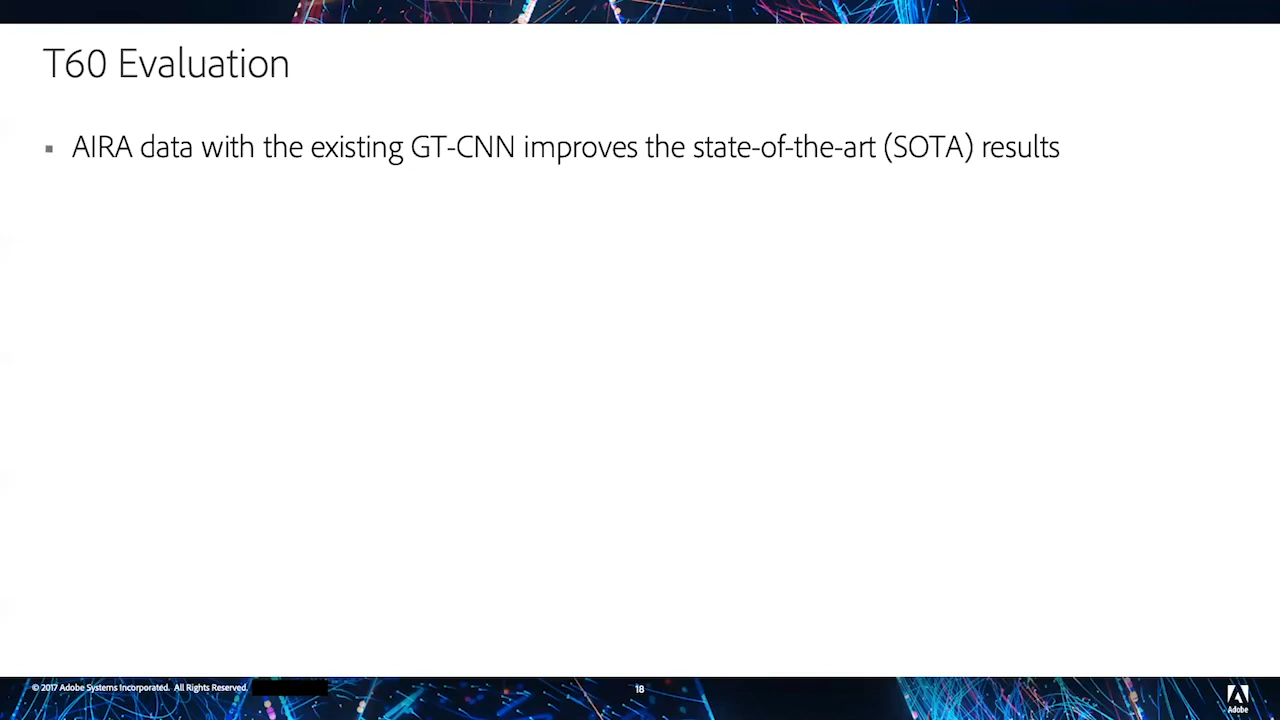 T60 Evaluation
▪ AIRA data with the existing GT-CNN improves the state-of-the-art (SOTA) results
© 2017 Adobe Systems Incorporated. All Rights Reserved.
18
Adobe